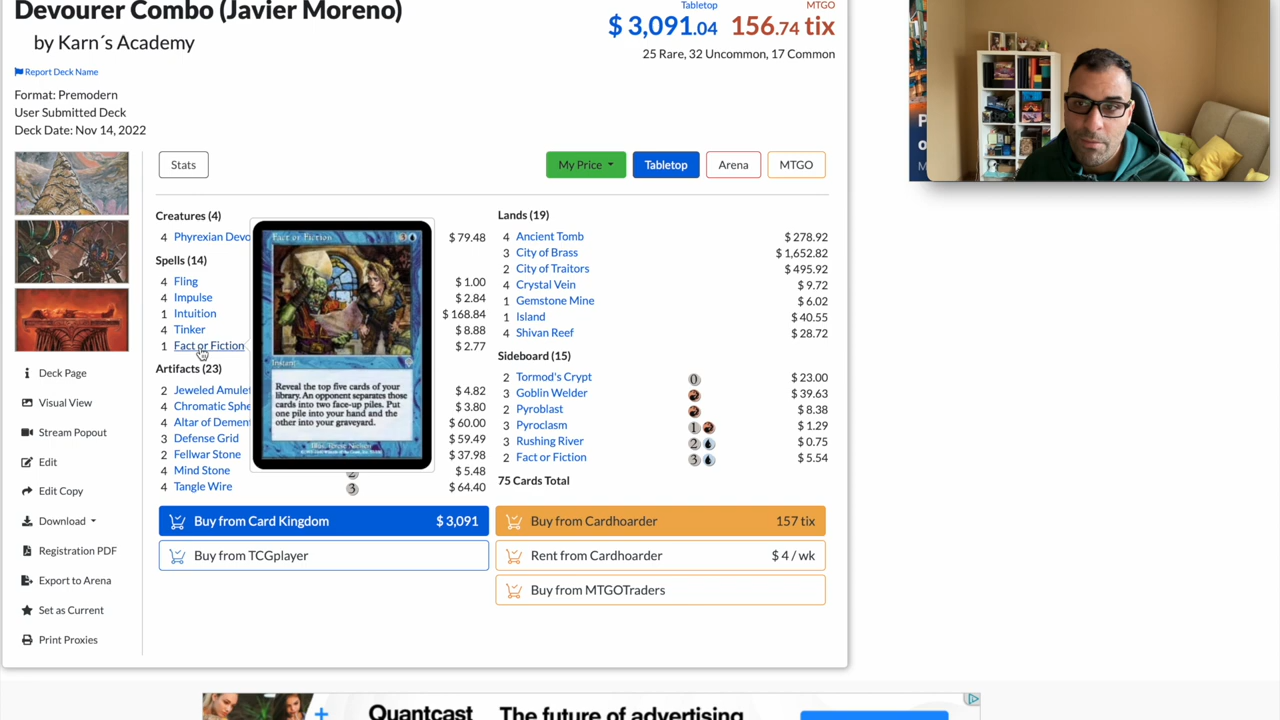 Devourer Combo (Javier Moreno)
by Karn´s Academy
Tabletop
$ 3,091.04
MTGO
156.74 tix
25 Rare, 32 Uncommon, 17 Common
Report Deck Name
Format: Premodern
User Submitted Deck
Deck Date: Nov 14, 2022
Stats
My Price
Tabletop
Arena
MTGO
Creatures (4)
4 Phyrexian Devo $ 79.48
Spells (14)
4 Fling $ 1.00
4 Impulse $ 2.84
1 Intuition $ 168.84
4 Tinker $ 8.88
1 Fact or Fiction $ 2.77
Artifacts (23)
2 Jeweled Amulet $ 4.82
4 Chromatic Sphe $ 3.80
4 Altar of Demen $ 60.00
3 Defense Grid $ 59.49
2 Fellwar Stone $ 37.98
4 Mind Stone 2 $ 5.48
4 Tangle Wire 3 $ 64.40
Fact or Fiction 3
Instant
Reveal the top five cards of your
library. An opponent separates those
cards into two face-up piles. Put
one pile into your hand and the
other into your graveyard.
Lands (19)
4 Ancient Tomb $ 278.92
3 City of Brass $ 1,652.82
2 City of Traitors $ 495.92
4 Crystal Vein $ 9.72
1 Gemstone Mine $ 6.02
1 Island $ 40.55
4 Shivan Reef $ 28.72
Sideboard (15)
2 Tormod's Crypt 0 $ 23.00
3 Goblin Welder $ 39.63
2 Pyroblast $ 8.38
3 Pyroclasm 1 $ 1.29
3 Rushing River 2 $ 0.75
2 Fact or Fiction 3 $ 5.54
75 Cards Total
Buy from Card Kingdom $ 3,091
Buy from TCGplayer
Buy from Cardhoarder 157 tix
Rent from Cardhoarder $ 4 / wk
Buy from MTGOTraders
Deck Page
Visual View
Stream Popout
Edit
Edit Copy
Download
Registration PDF
Export to Arena
Set as Current
Print Proxies
Quantcast
The future of advertising